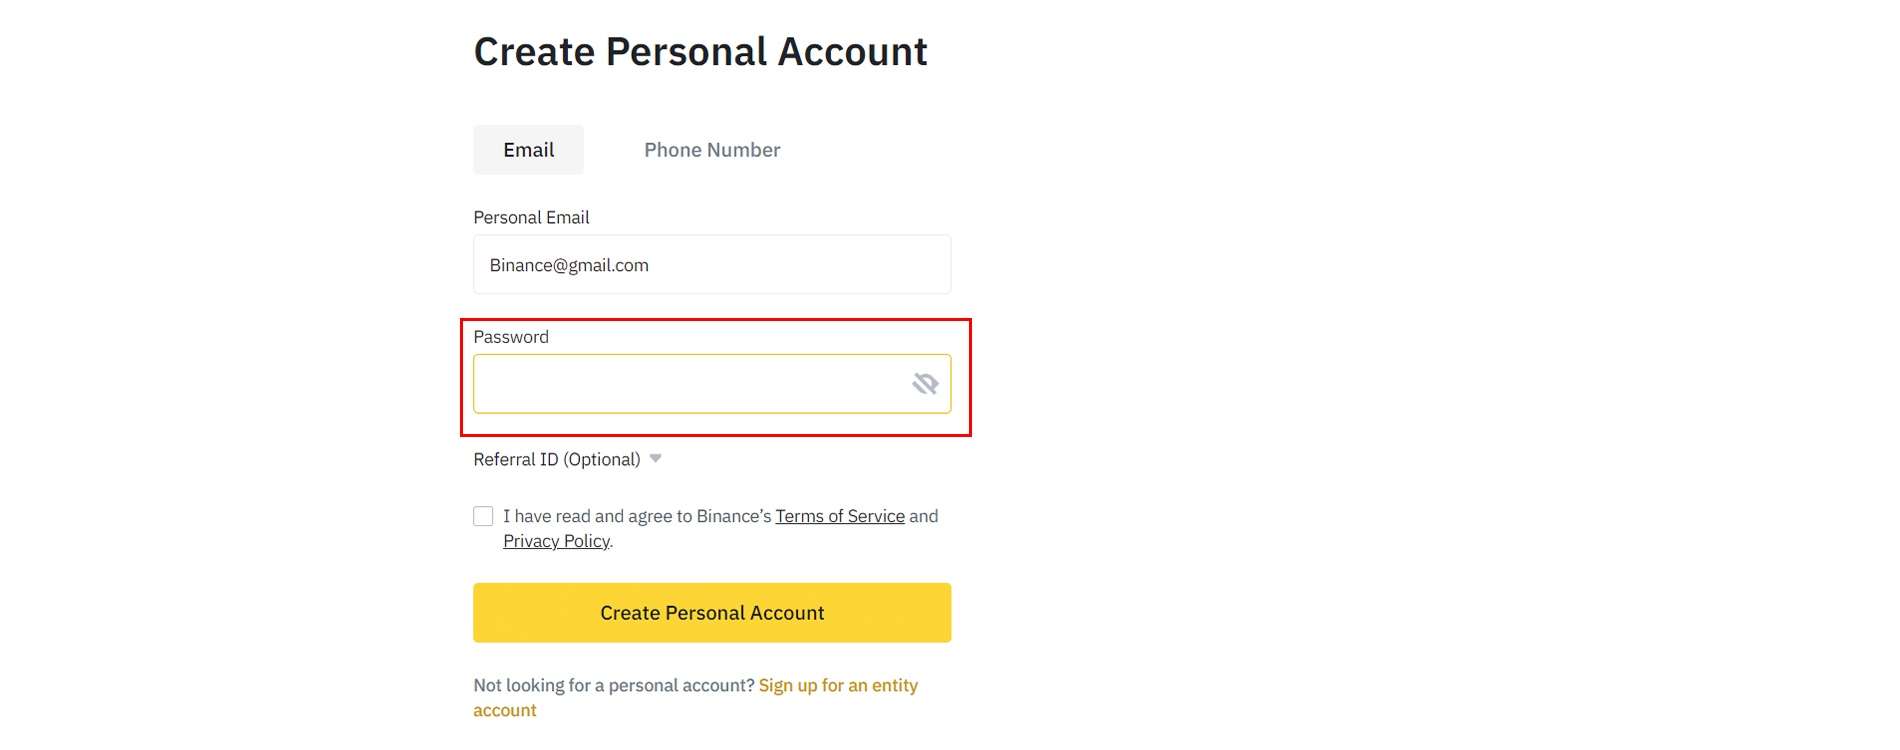 Create Personal Account
Email
Phone Number
Personal Email
Binance@gmail.com
Password
Referral ID (Optional)
I have read and agree to Binance’s Terms of Service and
Privacy Policy.
Create Personal Account
Not looking for a personal account? Sign up for an entity
account